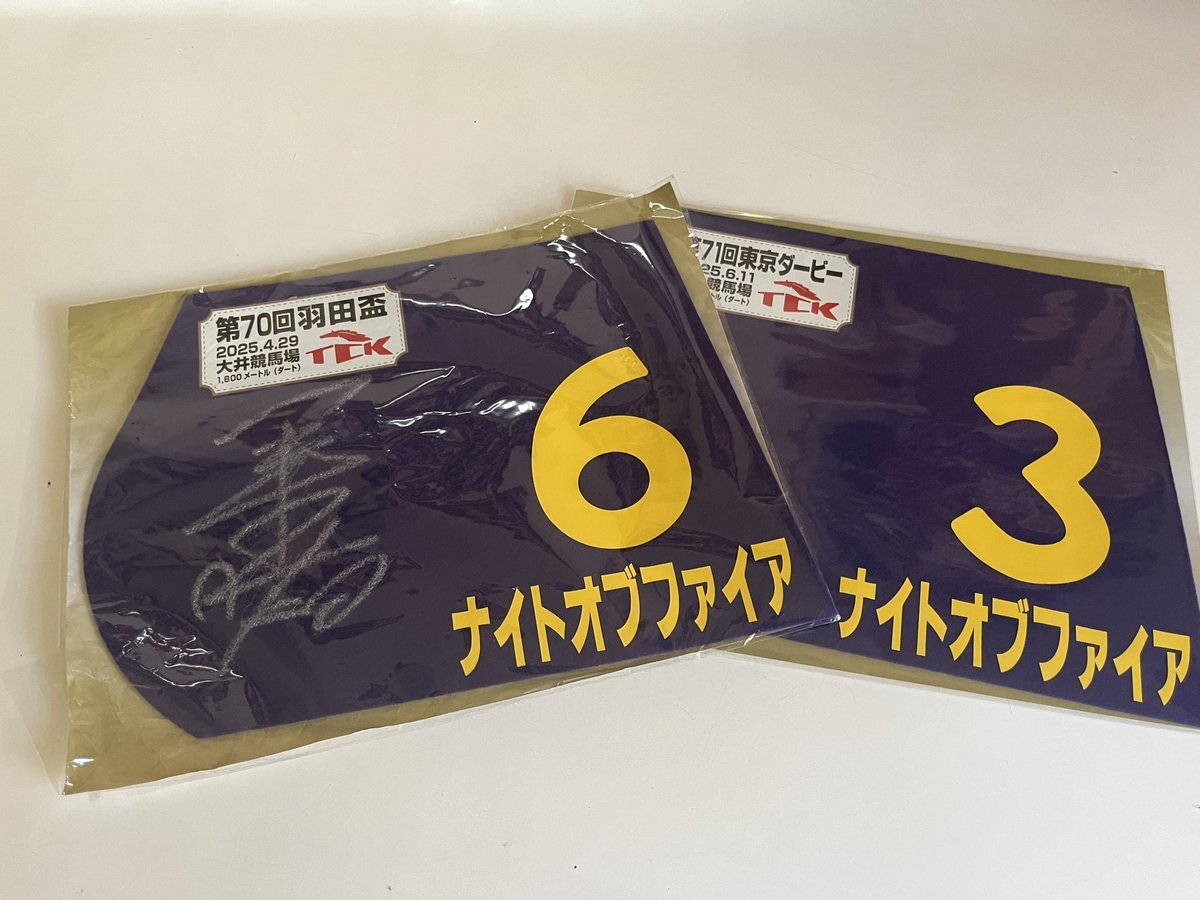 第70回羽田盃
2025.4.29
大井競馬場
1,800メートル(ダート)
TCK
6
ナイトオブファイア
71回東京ダービー
25.6.11
競馬場
トル(ダート)
TCK
3
ナイトオブファイア